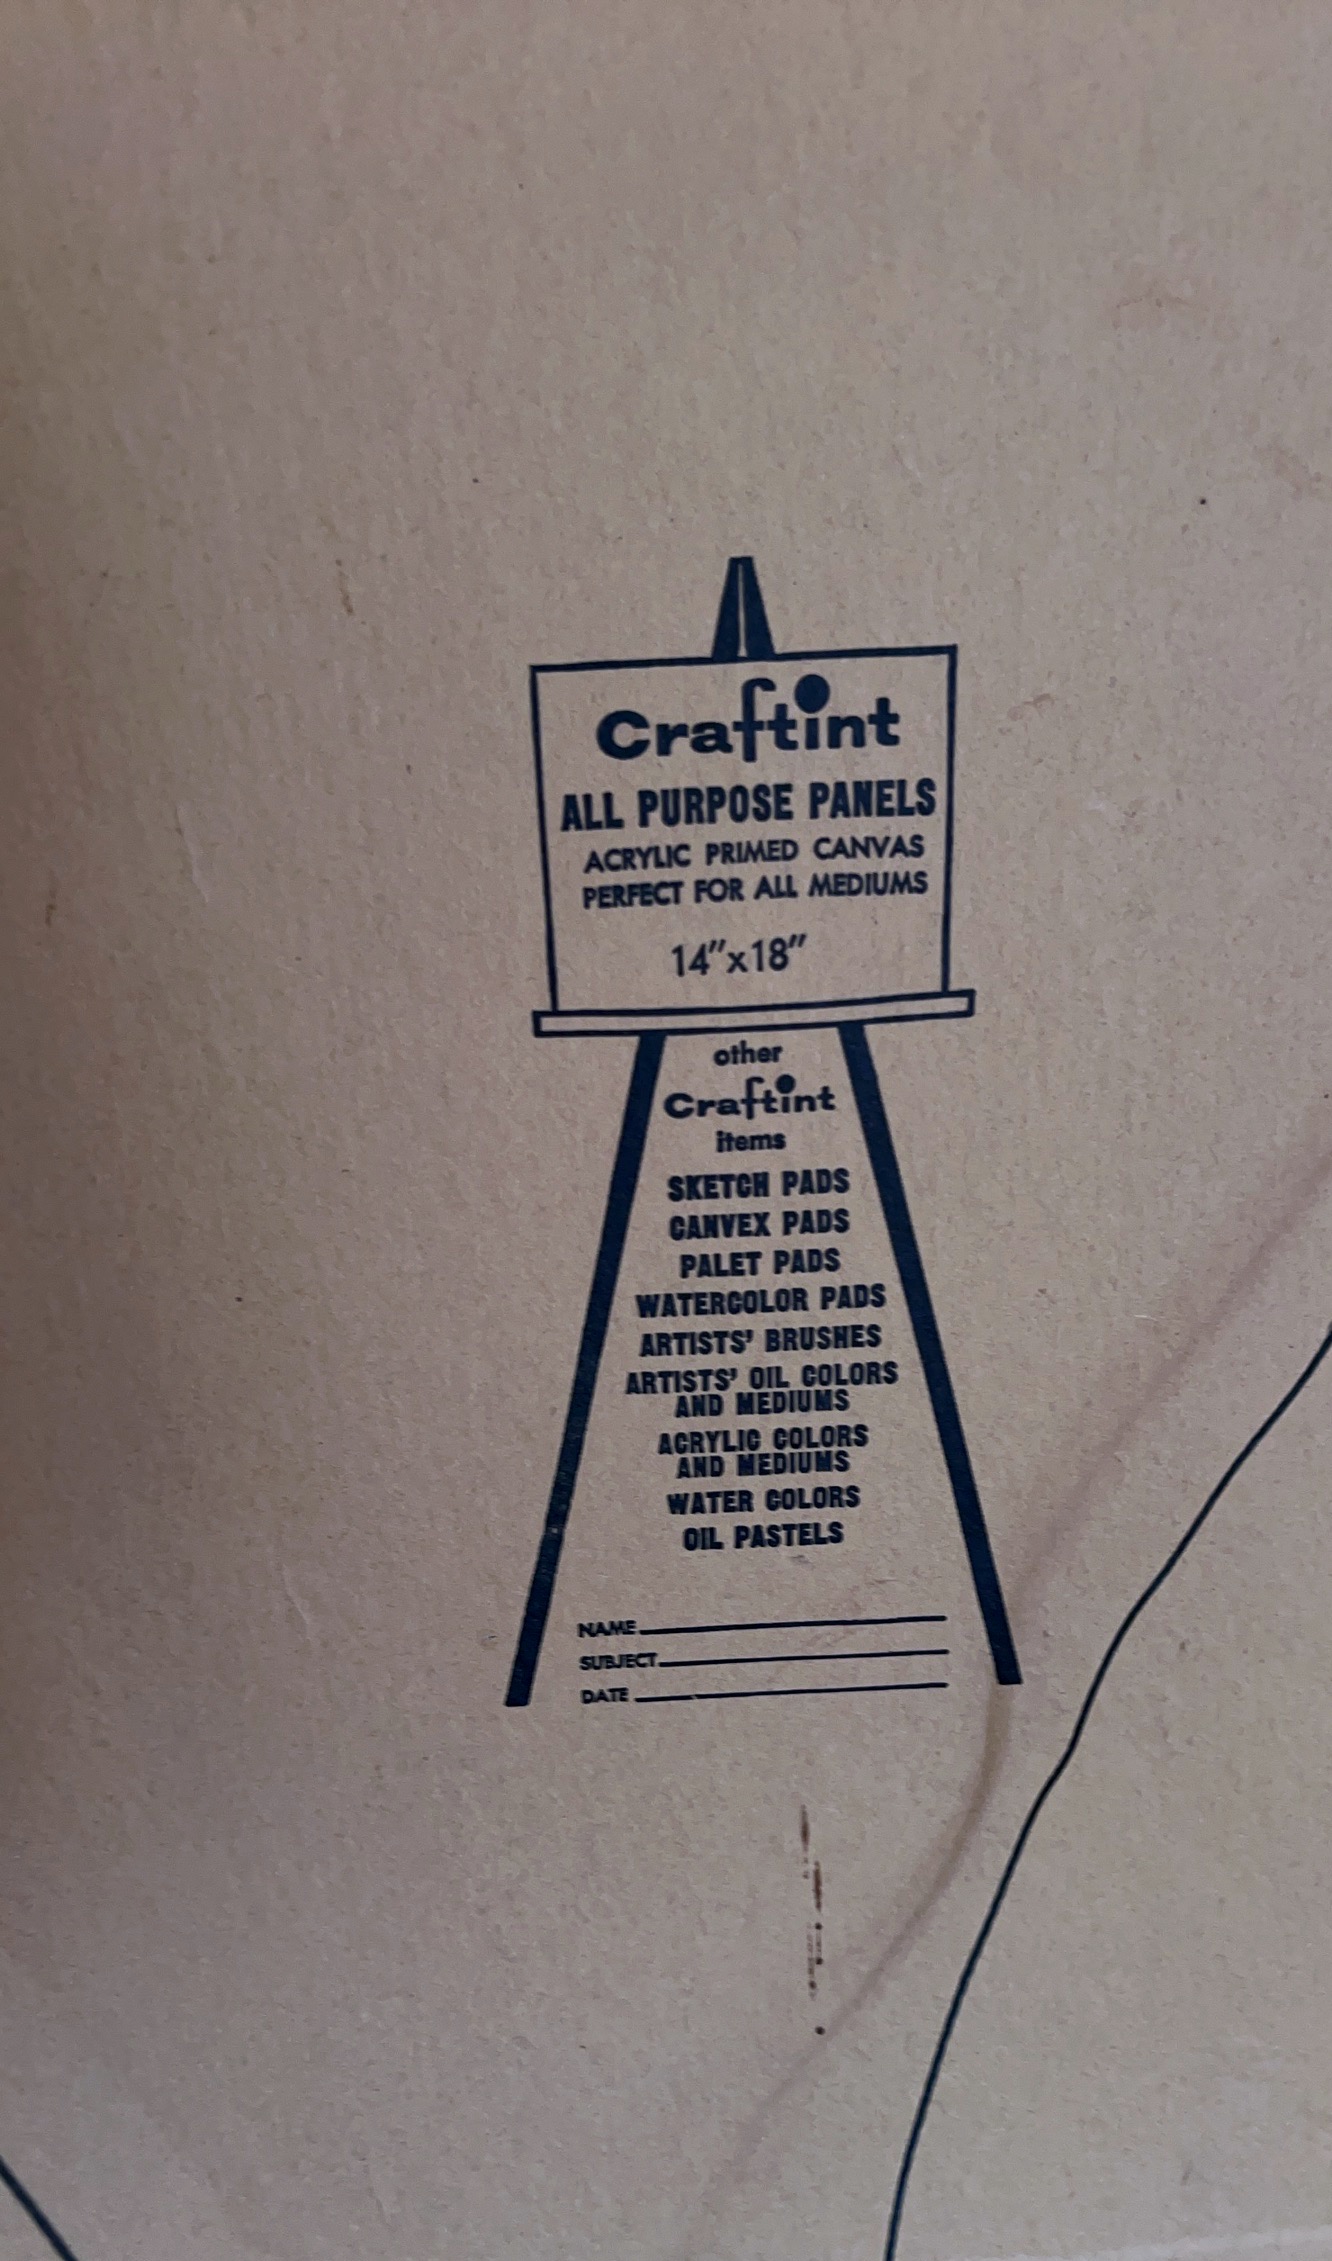 Craftint
ALL PURPOSE PANELS
ACRYLIC PRIMED CANVAS
PERFECT FOR ALL MEDIUMS
14"x18"
other
Craftint
items
SKETCH PADS
CANVEX PADS
PALET PADS
WATERCOLOR PADS
ARTISTS' BRUSHES
ARTISTS' OIL COLORS
AND MEDIUMS
ACRYLIC COLORS
AND MEDIUMS
WATER COLORS
OIL PASTELS
NAME
SUBJECT
DATE